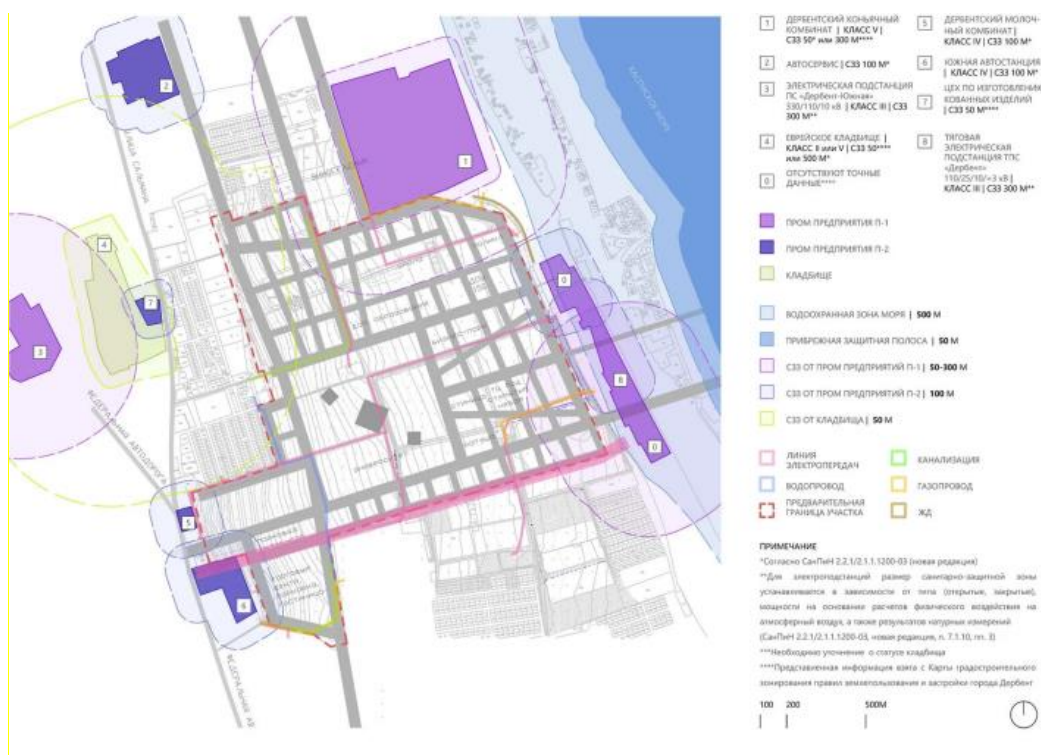 1
ДЕРБЕНТСКИЙ КОНЬЯЧНЫЙ
КОМБИНАТ | КЛАСС V |
СЗЗ 50* или 300 М****
2
АВТОСЕРВИС | СЗЗ 100 М*
3
ЭЛЕКТРИЧЕСКАЯ ПОДСТАНЦИЯ
ПС «Дербент-Южная»
330/110/10 кВ | КЛАСС III | СЗЗ
300 М**
4
ЕВРЕЙСКОЕ КЛАДБИЩЕ |
КЛАСС II или V | СЗЗ 50****
или 500 М*
0
ОТСУТСТВУЮТ ТОЧНЫЕ
ДАННЫЕ****
5
ДЕРБЕНТСКИЙ МОЛОЧ-
НЫЙ КОМБИНАТ |
КЛАСС IV | СЗЗ 100 М*
6
ЮЖНАЯ АВТОСТАНЦИЯ
| КЛАСС IV | СЗЗ 100 М*
7
ЦЕХ ПО ИЗГОТОВЛЕНИЮ
КОВАННЫХ ИЗДЕЛИЙ
| СЗЗ 50 М****
8
ТЯГОВАЯ
ЭЛЕКТРИЧЕСКАЯ
ПОДСТАНЦИЯ ТПС
«Дербент»
110/25/10/+3 кВ |
КЛАСС III | СЗЗ 300 М**
ПРОМ ПРЕДПРИЯТИЯ П-1
ПРОМ ПРЕДПРИЯТИЯ П-2
КЛАДБИЩЕ
ВОДООХРАННАЯ ЗОНА МОРЯ | 500 М
ПРИБРЕЖНАЯ ЗАЩИТНАЯ ПОЛОСА | 50 М
СЗЗ ОТ ПРОМ ПРЕДПРИЯТИЙ П-1 | 50-300 М
СЗЗ ОТ ПРОМ ПРЕДПРИЯТИЙ П-2 | 100 М
СЗЗ ОТ КЛАДБИЩА | 50 М
ЛИНИЯ
ЭЛЕКТРОПЕРЕДАЧ
ВОДОПРОВОД
ПРЕДВАРИТЕЛЬНАЯ
ГРАНИЦА УЧАСТКА
КАНАЛИЗАЦИЯ
ГАЗОПРОВОД
ЖД
ПРИМЕЧАНИЕ
*Согласно СанПиН 2.2.1/2.1.1.1200-03 (новая редакция)
**Для электроподстанций размер санитарно-защитной зоны
устанавливается в зависимости от типа (открытые, закрытые),
мощности на основании расчетов физического воздействия на
атмосферный воздух, а также результатов натурных измерений
(СанПиН 2.2.1/2.1.1.1200-03, новая редакция, п. 7.1.10, пп. 3)
***Необходимо уточнение о статусе кладбища
****Представленная информация взята с Карты градостроительного
зонирования правил землепользования и застройки города Дербент
100 200 500М
КАСПИЙСКОЕ МОРЕ
ФЕДЕРАЛЬНАЯ АВТОДОРОГА
1
2
3
4
5
6
7
8
0
0